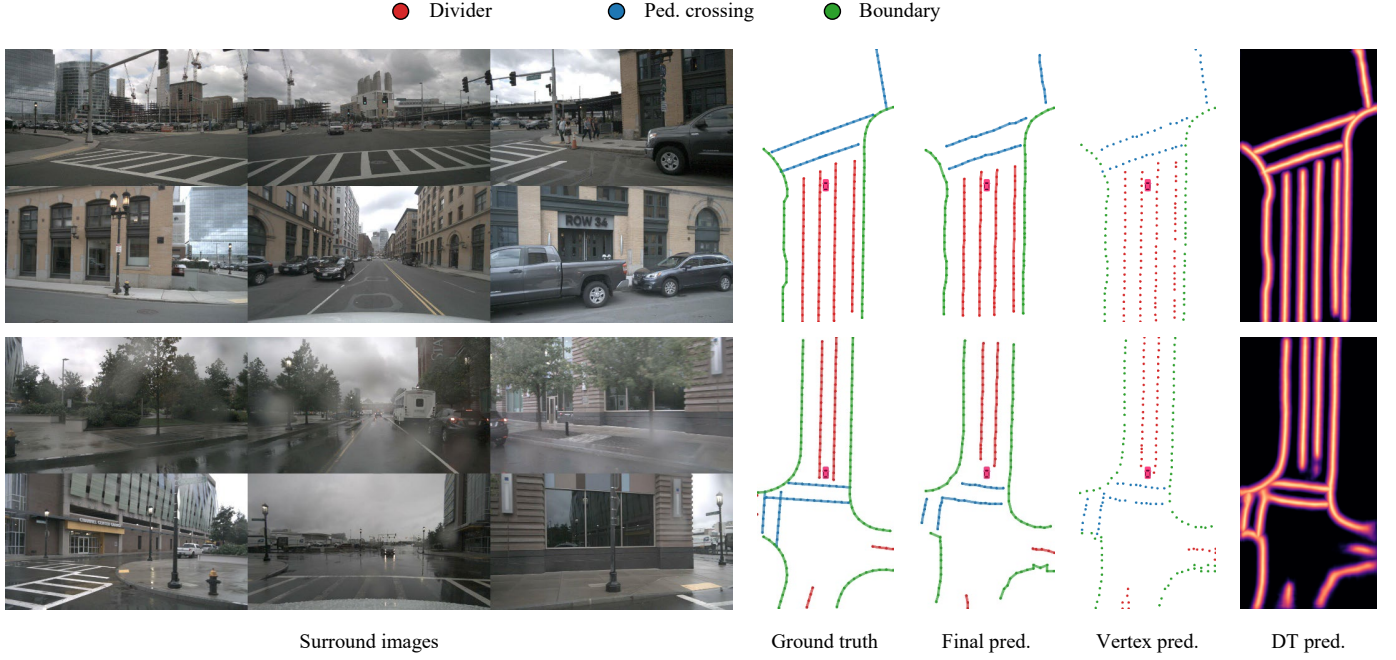 Divider Ped. crossing Boundary
ROW 34
Surround images Ground truth Final pred. Vertex pred. DT pred.